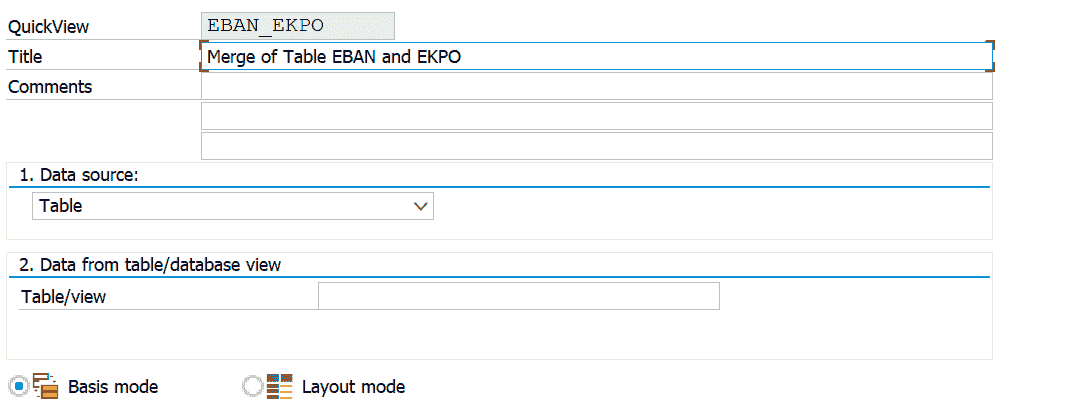 QuickView EBAN_EKPO
Title Merge of Table EBAN and EKPO
Comments
1. Data source:
Table
2. Data from table/database view
Table/view
Basis mode Layout mode